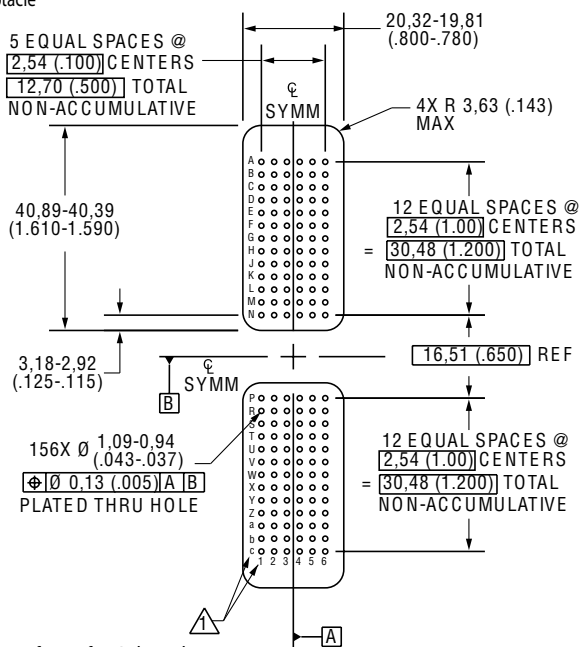 5 EQUAL SPACES @
2,54 (.100) CENTERS
12,70 (.500) TOTAL
NON-ACCUMULATIVE
20,32-19,81
(.800-.780)
℄
SYMM
4X R 3,63 (.143)
MAX
A
B
C
D
E
F
G
H
J
K
L
M
N
40,89-40,39
(1.610-1.590)
12 EQUAL SPACES @
2,54 (1.00) CENTERS
= 30,48 (1.200) TOTAL
NON-ACCUMULATIVE
3,18-2,92
(.125-.115)
℄
SYMM
B
16,51 (.650) REF
P
R
S
T
U
V
W
X
Y
Z
a
b
c
1 2 3 4 5 6
156X Ø 1,09-0,94
(.043-.037)
⌖ Ø 0,13 (.005) A B
PLATED THRU HOLE
12 EQUAL SPACES @
2,54 (1.00) CENTERS
= 30,48 (1.200) TOTAL
NON-ACCUMULATIVE
1
A